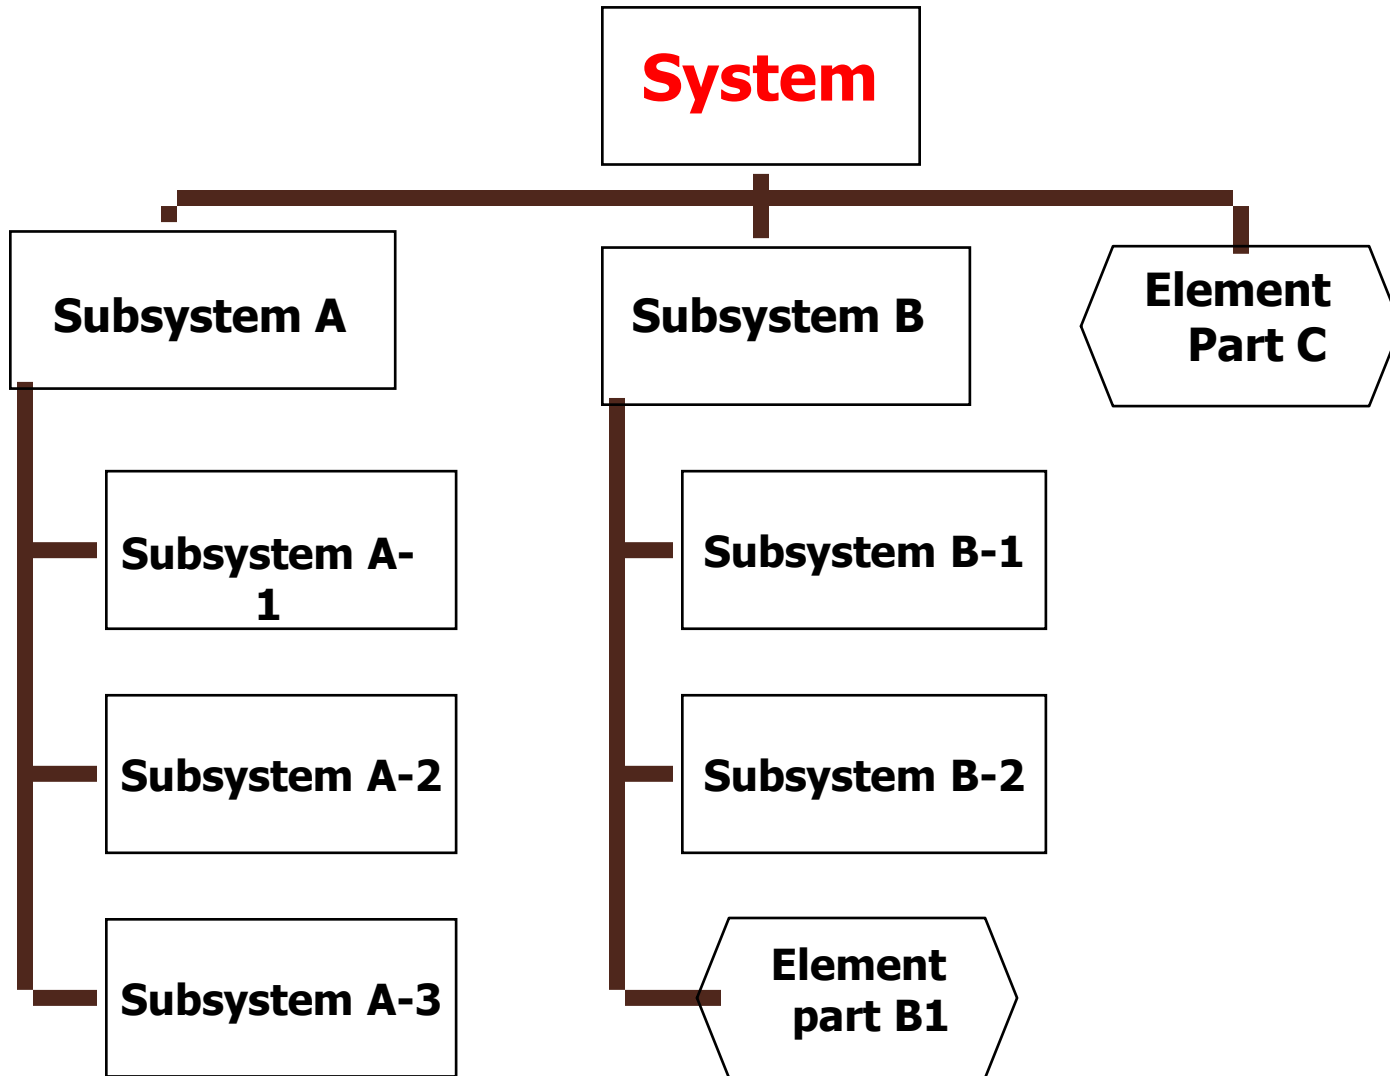 System
Subsystem A
Subsystem B
Element
Part C
Subsystem A-
1
Subsystem B-1
Subsystem A-2
Subsystem B-2
Subsystem A-3
Element
part B1